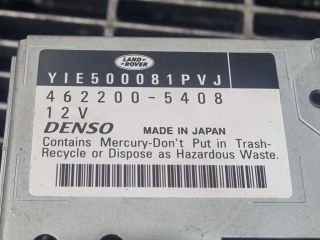 LAND-
ROVER
YIE500081PVJ
462200-5408
12V
DENSO MADE IN JAPAN
Contains Mercury-Don't Put in Trash-
Recycle or Dispose as Hazardous Waste.